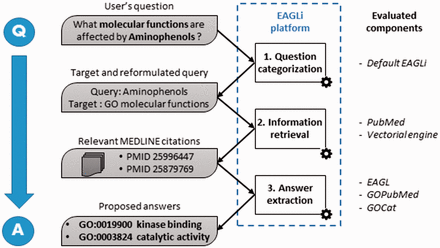 User's question
EAGLi
platform
Evaluated
components
Q
What molecular functions are
affected by Aminophenols ?
1. Question
categorization
- Default EAGLi
Target and reformulated query
Query: Aminophenols
Target : GO molecular functions
2. Information
retrieval
- PubMed
- Vectorial engine
Relevant MEDLINE citations
• PMID 25996447
• PMID 25879769
3. Answer
extraction
- EAGL
- GOPubMed
- GOCat
Proposed answers
A
• GO:0019900 kinase binding
• GO:0003824 catalytic activity